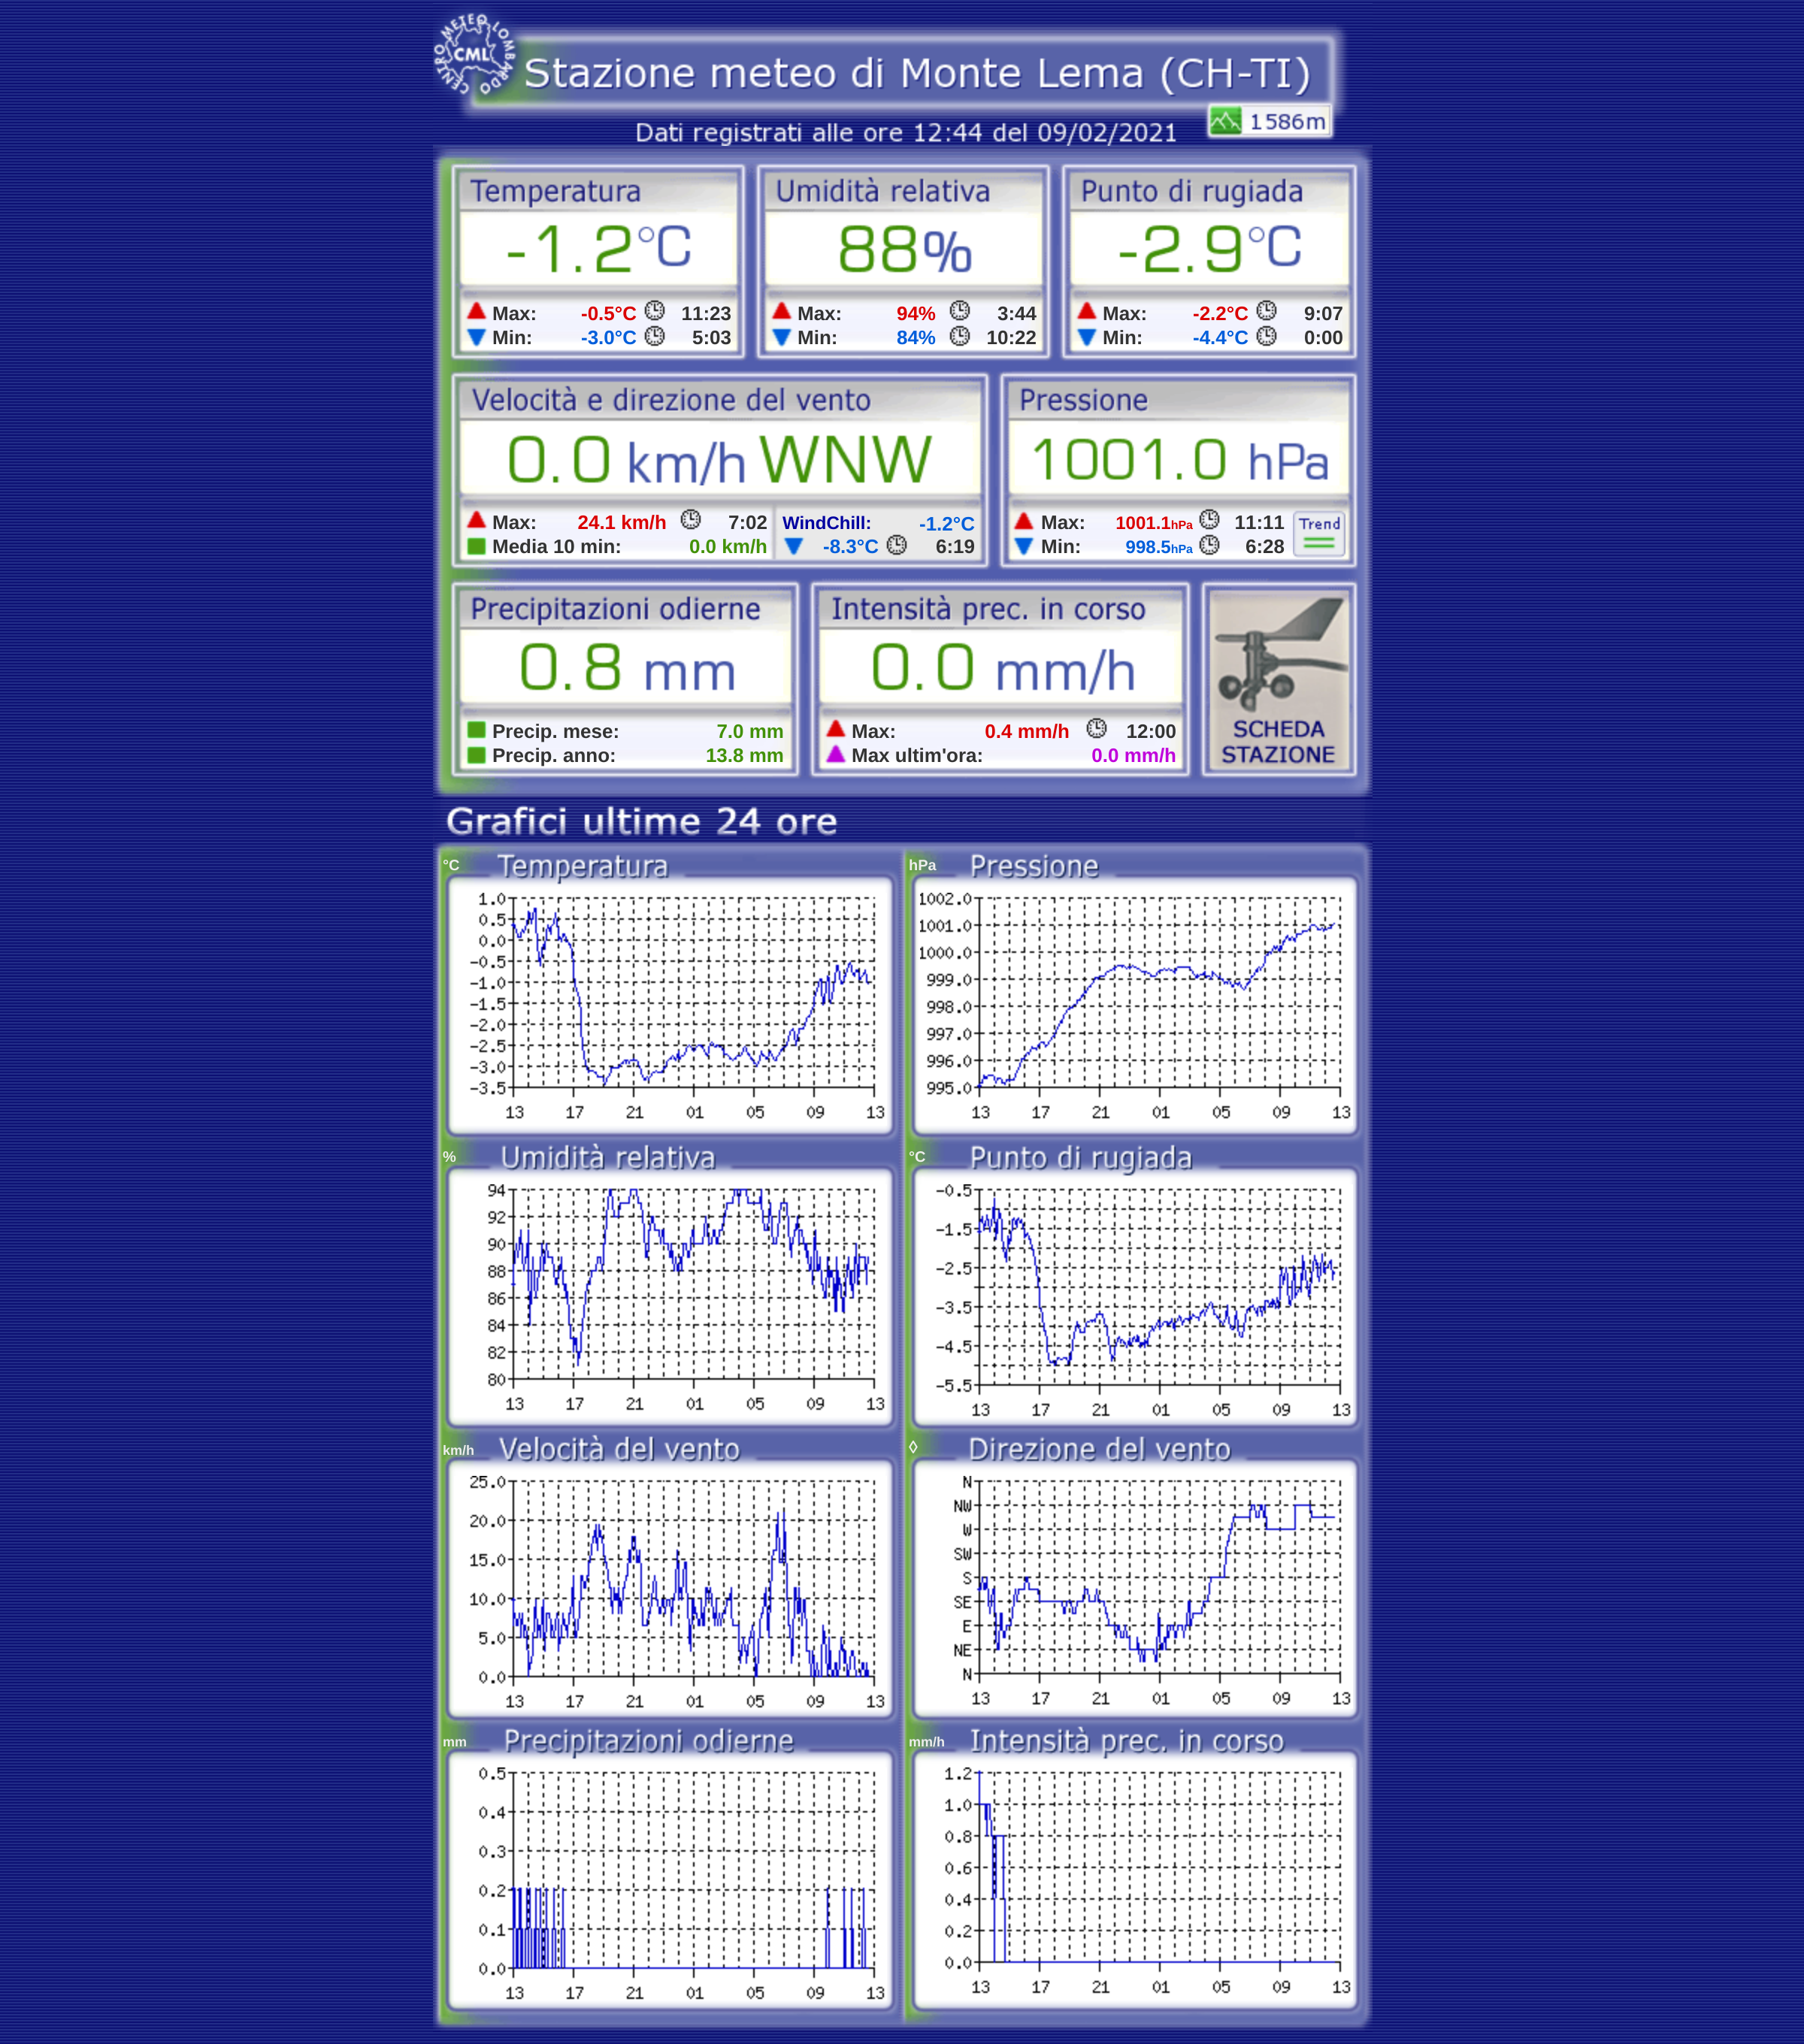 CENTRO METEO LOMBARDO
CML
Stazione meteo di Monte Lema (CH-TI)
1586m
Dati registrati alle ore 12:44 del 09/02/2021
Temperatura Umidità relativa Punto di rugiada
-1.2°C 88% -2.9°C
Max: -0.5°C 11:23 Max: 94% 3:44 Max: -2.2°C 9:07
Min: -3.0°C 5:03 Min: 84% 10:22 Min: -4.4°C 0:00
Velocità e direzione del vento Pressione
0.0 km/h WNW 1001.0 hPa
Max: 24.1 km/h 7:02 WindChill: -1.2°C Max: 1001.1hPa 11:11 Trend
Media 10 min: 0.0 km/h -8.3°C 6:19 Min: 998.5hPa 6:28
Precipitazioni odierne Intensità prec. in corso
0.8 mm 0.0 mm/h
Precip. mese: 7.0 mm Max: 0.4 mm/h 12:00 SCHEDA
Precip. anno: 13.8 mm Max ultim'ora: 0.0 mm/h STAZIONE
Grafici ultime 24 ore
°C Temperatura
1.0
0.5
0.0
-0.5
-1.0
-1.5
-2.0
-2.5
-3.0
-3.5
13 17 21 01 05 09 13
hPa Pressione
1002.0
1001.0
1000.0
999.0
998.0
997.0
996.0
995.0
13 17 21 01 05 09 13
% Umidità relativa
94
92
90
88
86
84
82
80
13 17 21 01 05 09 13
°C Punto di rugiada
-0.5
-1.5
-2.5
-3.5
-4.5
-5.5
13 17 21 01 05 09 13
km/h Velocità del vento
25.0
20.0
15.0
10.0
5.0
0.0
13 17 21 01 05 09 13
◊ Direzione del vento
N
NW
W
SW
S
SE
E
NE
N
13 17 21 01 05 09 13
mm Precipitazioni odierne
0.5
0.4
0.3
0.2
0.1
0.0
13 17 21 01 05 09 13
mm/h Intensità prec. in corso
1.2
1.0
0.8
0.6
0.4
0.2
0.0
13 17 21 01 05 09 13